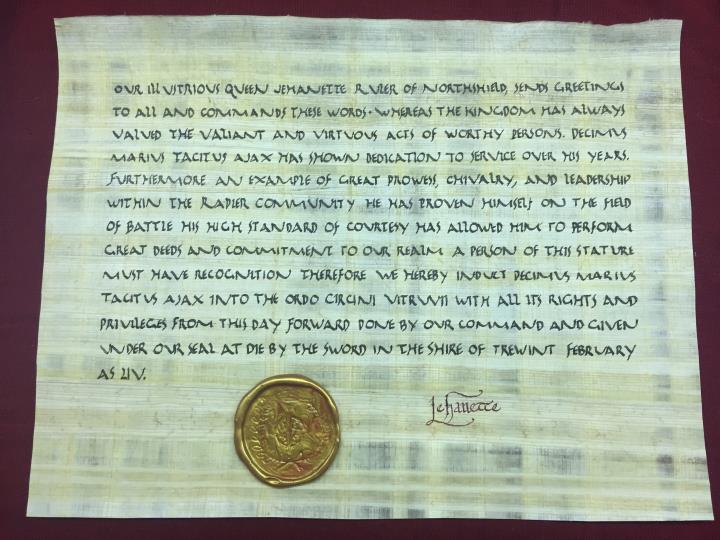 OUR ILLUSTRIOUS QUEEN JEHANETTE RULER OF NORTHSHIELD, SENDS GREETINGS
TO ALL AND COMMANDS THESE WORDS· WHEREAS THE KINGDOM HAS ALWAYS
VALUED THE VALIANT AND VIRTUOUS ACTS OF WORTHY PERSONS. DECIMUS
MARIUS TACITUS AJAX HAS SHOWN DEDICATION TO SERVICE OVER HIS YEARS.
FURTHERMORE AN EXAMPLE OF GREAT PROWESS, CHIVALRY, AND LEADERSHIP
WITHIN THE RAPIER COMMUNITY HE HAS PROVEN HIMSELF ON THE FIELD
OF BATTLE HIS HIGH STANDARD OF COURTESY HAS ALLOWED HIM TO PERFORM
GREAT DEEDS AND COMMITMENT TO OUR REALM A PERSON OF THIS STATURE
MUST HAVE RECOGNITION THEREFORE WE HEREBY INDUCT DECIMUS MARIUS
TACITUS AJAX INTO THE ORDO CIRCINI VITRUVII WITH ALL ITS RIGHTS AND
PRIVILEGES FROM THIS DAY FORWARD DONE BY OUR COMMAND AND GIVEN
UNDER OUR SEAL AT DIE BY THE SWORD IN THE SHIRE OF TREWINT FEBRUARY
AS LIV.
Jehanette